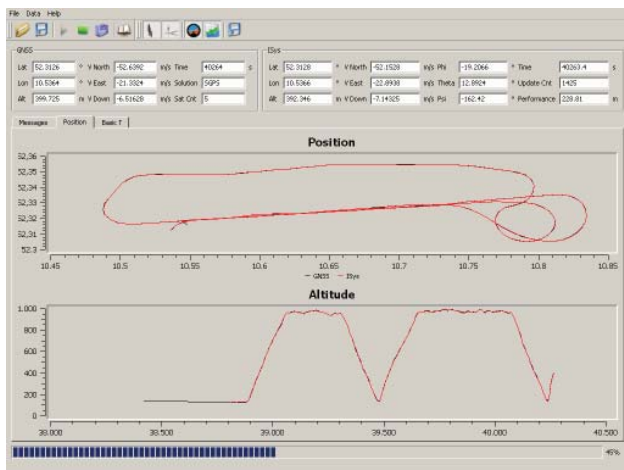 File Data Help
GNSS
Lat 52.3126 ° V North -52.6392 m/s Time 40264 s
Lon 10.5364 ° V East -21.3324 m/s Solution SGPS
Alt 399.725 m V Down -6.51628 m/s Sat Cnt 5
ISys
Lat 52.3128 ° V North -52.1528 m/s Phi -19.2066 ° Time 40263.4 s
Lon 10.5366 ° V East -22.8938 m/s Theta 12.8924 ° Update Cnt 1425
Alt 392.346 m V Down -7.14325 m/s Psi -162.42 ° Performance 228.81 m
Messages Position Basic T
Position
52,36
52,35
52,34
52,33
52,32
52,31
52.3
10.45 10.5 10.55 10.6 10.65 10.7 10.75 10.8 10.85
GNSS ISys
Altitude
1.000
800
600
400
200
0
38.000 38.500 39.000 39.500 40.000 40.500
49%